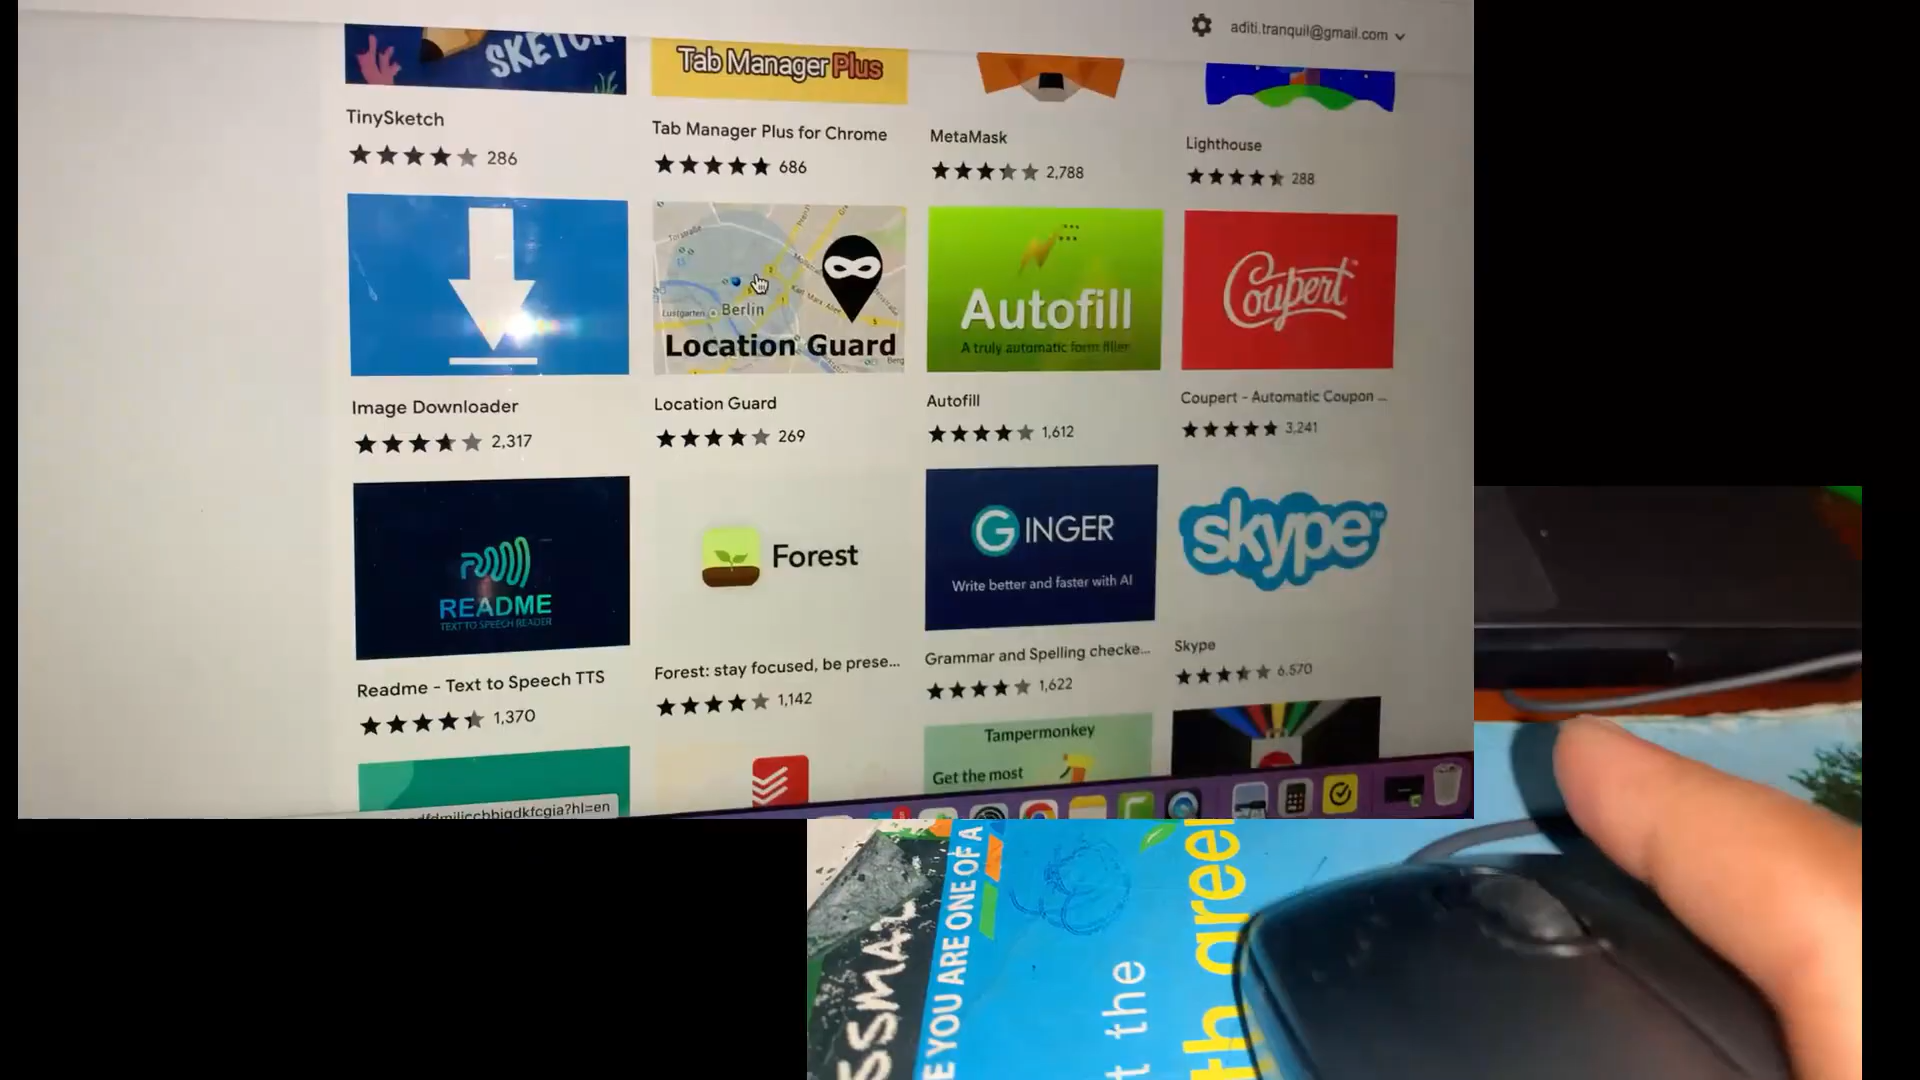 aditi.tranquil@gmail.com
SKETCH
Tab Manager Plus
TinySketch
286
Tab Manager Plus for Chrome
686
MetaMask
2,788
Lighthouse
288
Berlin
Location Guard
Autofill
A truly automatic form filler
Coupert
Image Downloader
2,317
Location Guard
269
Autofill
1,612
Coupert - Automatic Coupon ...
3,241
README
TEXT TO SPEECH READER
Forest
GINGER
Write better and faster with AI
skype
Readme - Text to Speech TTS
1,370
Forest: stay focused, be prese...
1,142
Grammar and Spelling checke...
1,622
Skype
6,570
Tampermonkey
Get the most
?hl=en
E YOU ARE ONE OF A
t the